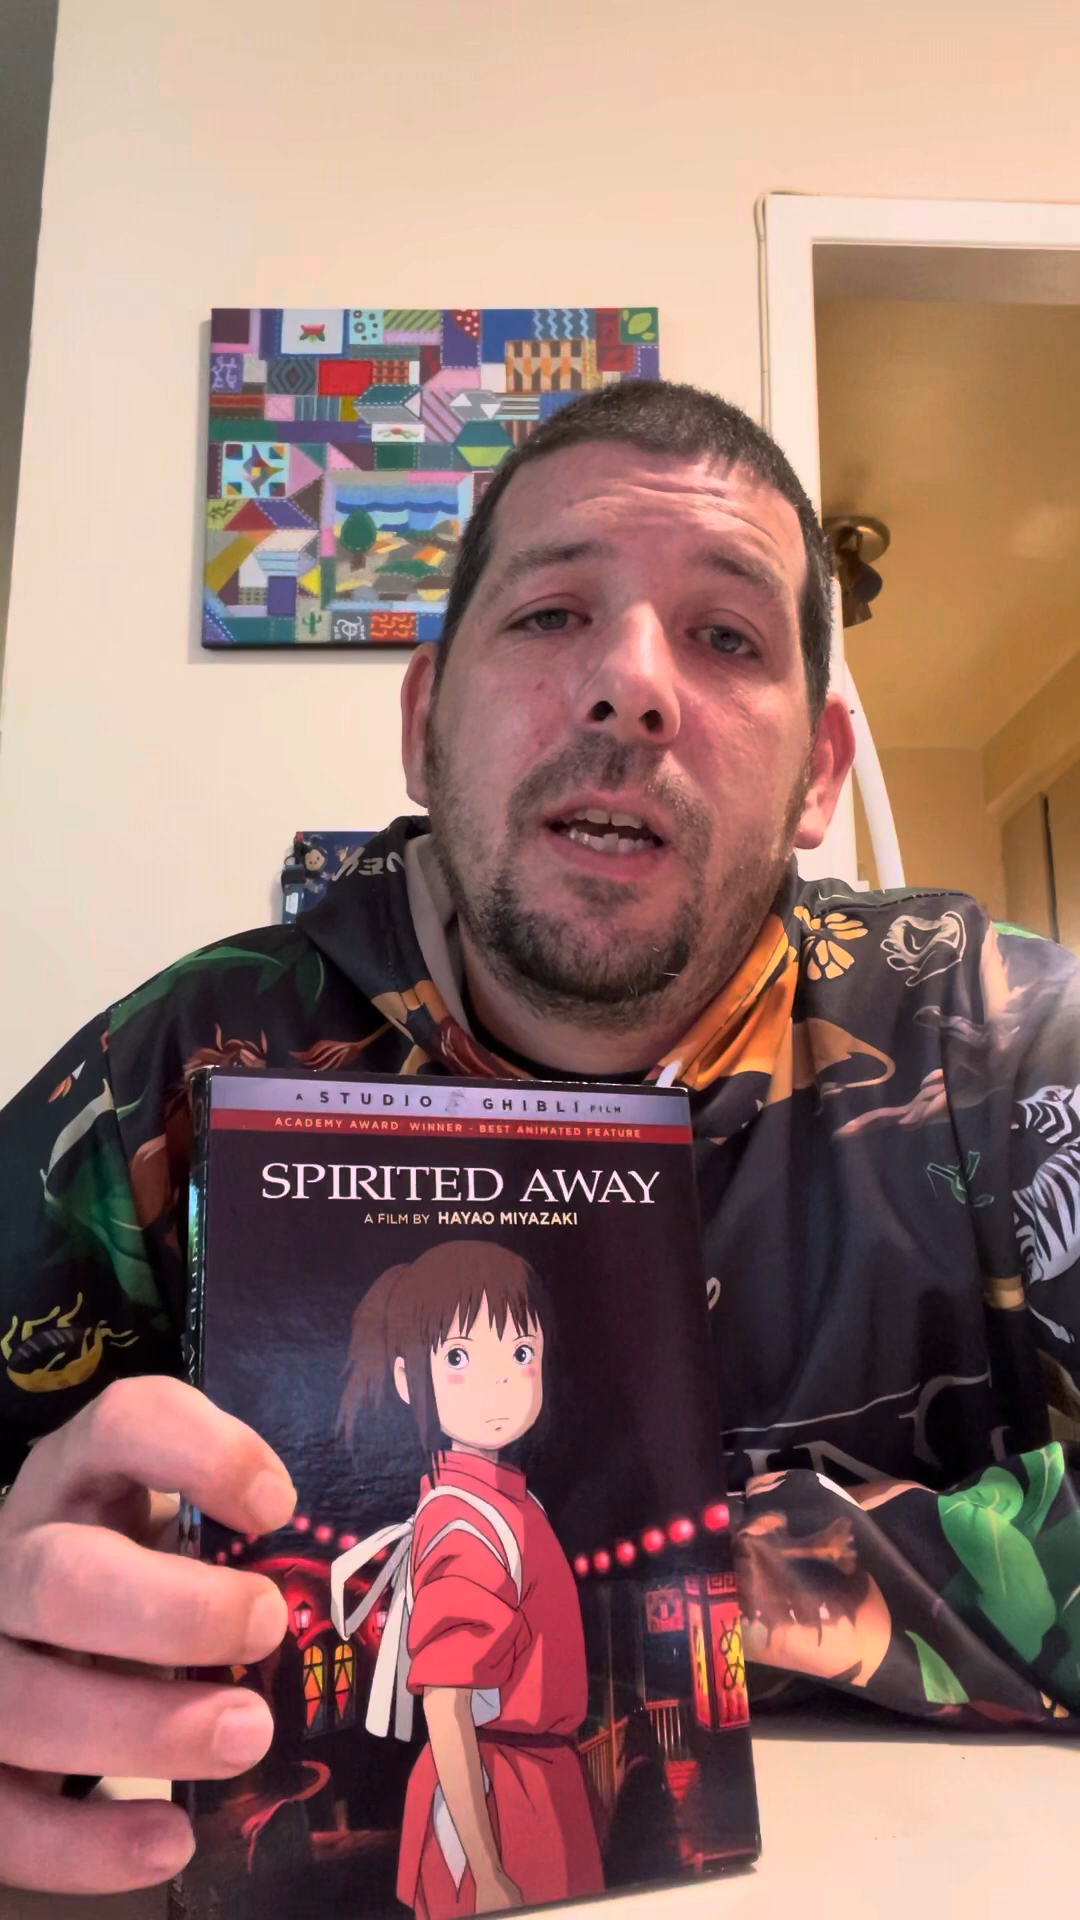 A STUDIO GHIBLI FILM
ACADEMY AWARD WINNER - BEST ANIMATED FEATURE
SPIRITED AWAY
A FILM BY HAYAO MIYAZAKI